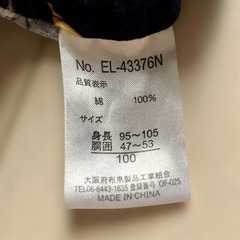 No. EL-43376N
品質表示
綿 100%
サイズ
身長 95～105
胴囲 47～53
100
大阪府布帛製品工業組合
TEL06-6443-1635 登録番号 OF-025
MADE IN CHINA